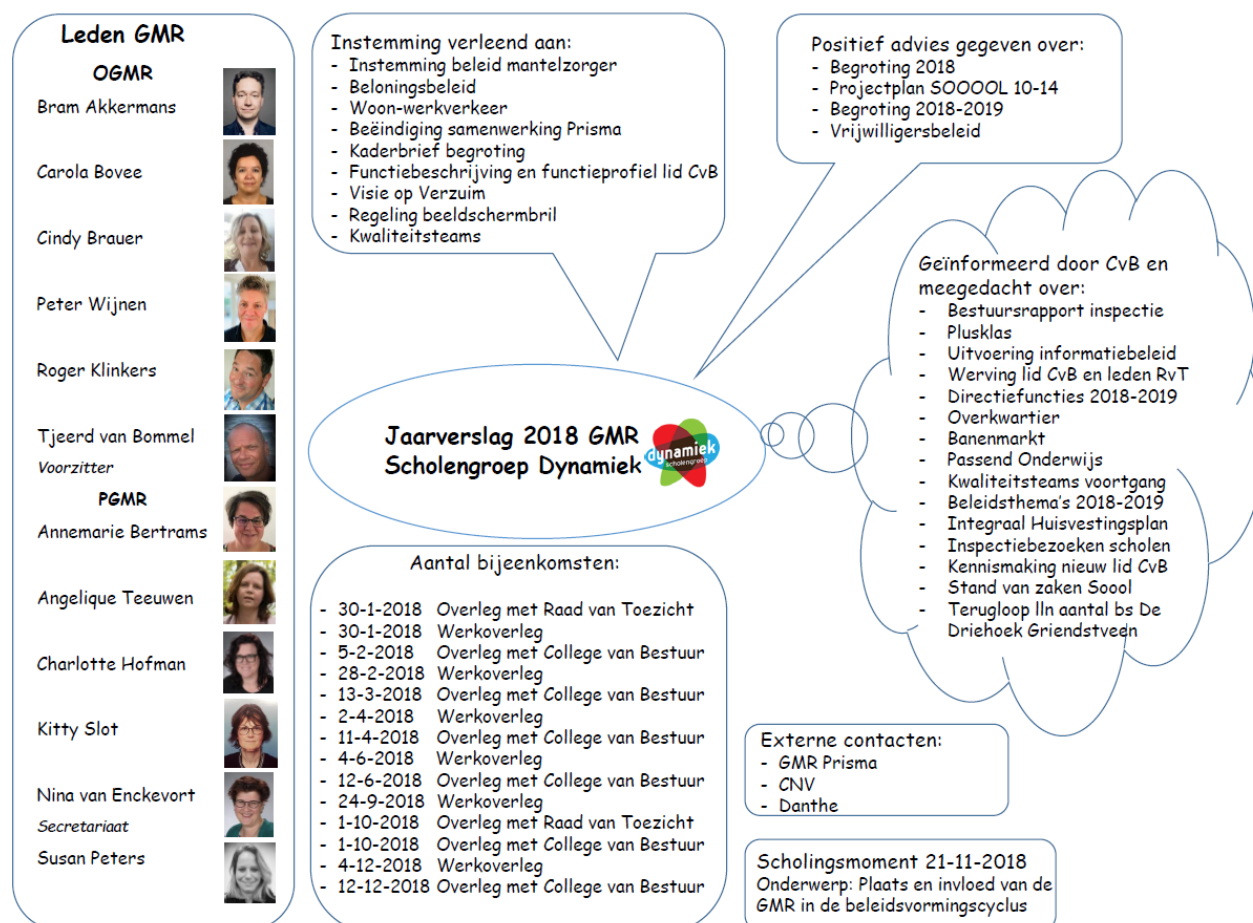 Leden GMR
OGMR
Bram Akkermans
Carola Bovee
Cindy Brauer
Peter Wijnen
Roger Klinkers
Tjeerd van Bommel
Voorzitter
PGMR
Annemarie Bertrams
Angelique Teeuwen
Charlotte Hofman
Kitty Slot
Nina van Enckevort
Secretariaat
Susan Peters
Instemming verleend aan:
- Instemming beleid mantelzorger
- Beloningsbeleid
- Woon-werkverkeer
- Beëindiging samenwerking Prisma
- Kaderbrief begroting
- Functiebeschrijving en functieprofiel lid CvB
- Visie op Verzuim
- Regeling beeldschermbril
- Kwaliteitsteams
Positief advies gegeven over:
- Begroting 2018
- Projectplan SOOOOL 10-14
- Begroting 2018-2019
- Vrijwilligersbeleid
Geïnformeerd door CvB en
meegedacht over:
- Bestuursrapport inspectie
- Plusklas
- Uitvoering informatiebeleid
- Werving lid CvB en leden RvT
- Directiefuncties 2018-2019
- Overkwartier
- Banenmarkt
- Passend Onderwijs
- Kwaliteitsteams voortgang
- Beleidsthema's 2018-2019
- Integraal Huisvestingsplan
- Inspectiebezoeken scholen
- Kennismaking nieuw lid CvB
- Stand van zaken Soool
- Terugloop lln aantal bs De
Driehoek Griendstveen
Jaarverslag 2018 GMR
Scholengroep Dynamiek
dynamiek
scholengroep
Aantal bijeenkomsten:
- 30-1-2018 Overleg met Raad van Toezicht
- 30-1-2018 Werkoverleg
- 5-2-2018 Overleg met College van Bestuur
- 28-2-2018 Werkoverleg
- 13-3-2018 Overleg met College van Bestuur
- 2-4-2018 Werkoverleg
- 11-4-2018 Overleg met College van Bestuur
- 4-6-2018 Werkoverleg
- 12-6-2018 Overleg met College van Bestuur
- 24-9-2018 Werkoverleg
- 1-10-2018 Overleg met Raad van Toezicht
- 1-10-2018 Overleg met College van Bestuur
- 4-12-2018 Werkoverleg
- 12-12-2018 Overleg met College van Bestuur
Externe contacten:
- GMR Prisma
- CNV
- Danthe
Scholingsmoment 21-11-2018
Onderwerp: Plaats en invloed van de
GMR in de beleidsvormingscyclus